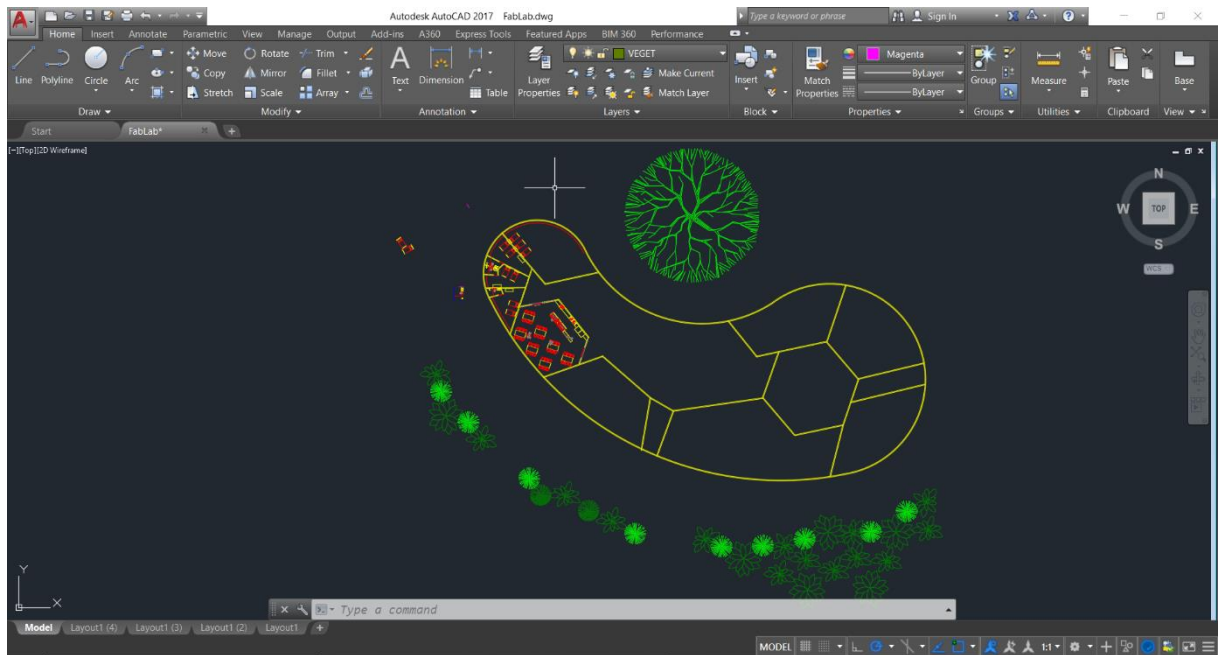 A Autodesk AutoCAD 2017 FabLab.dwg Type a keyword or phrase Sign In
Home Insert Annotate Parametric View Manage Output Add-ins A360 Express Tools Featured Apps BIM 360 Performance
Move Rotate Trim VEGET Magenta
Line Polyline Circle Arc Copy Mirror Fillet Text Dimension Layer Properties Make Current Insert Match Properties ByLayer Group Measure Paste Base
Stretch Scale Array Table Match Layer ByLayer
Draw Modify Annotation Layers Block Properties Groups Utilities Clipboard View
Start FabLab* +
[−][Top][2D Wireframe]
N
W TOP E
S
WCS
Y
X
Type a command
Model Layout1 (4) Layout1 (3) Layout1 (2) Layout1 +
MODEL 1:1